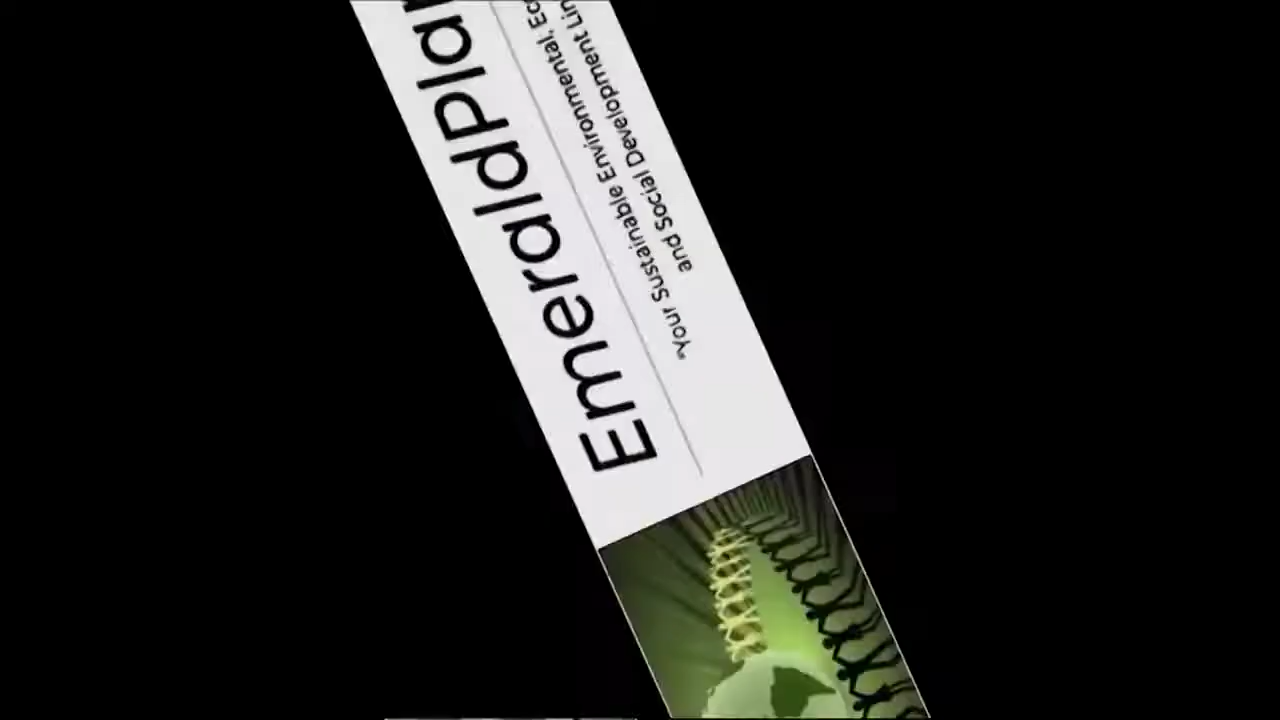 EmeraldPla
"Your Sustainable Environmental, Ec
and Social Development Lin